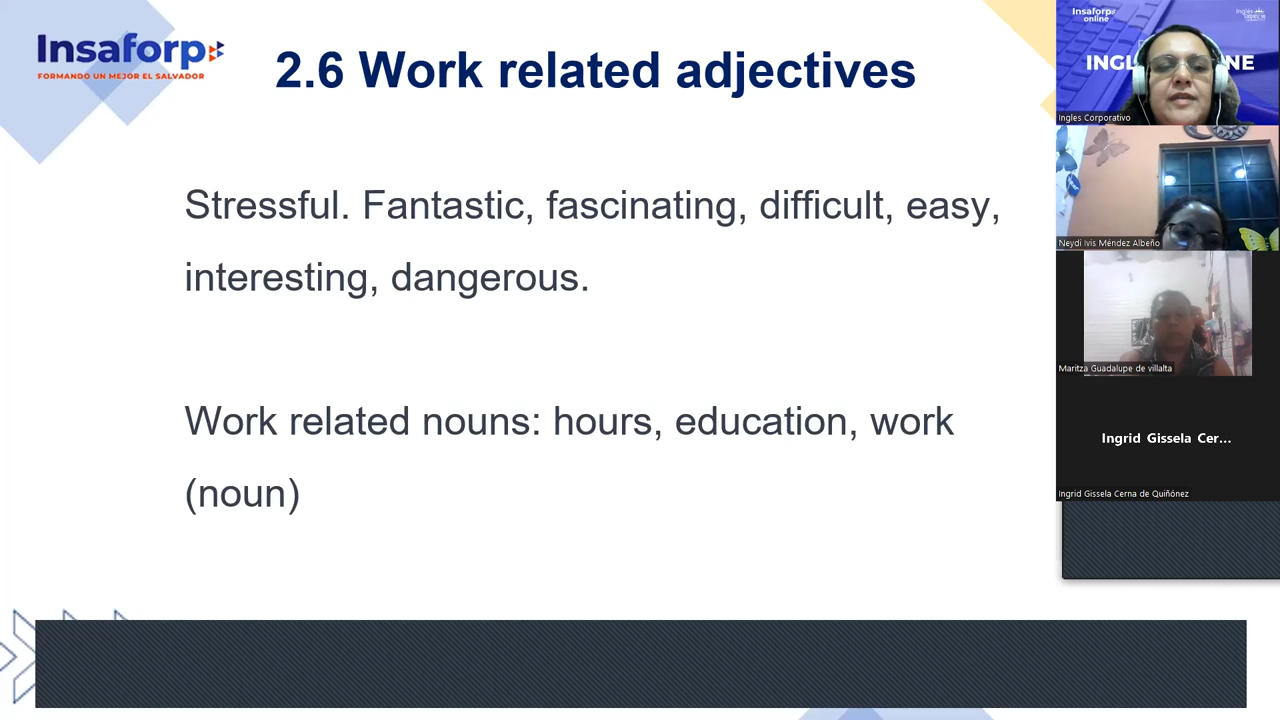 Insaforp
FORMANDO UN MEJOR EL SALVADOR
2.6 Work related adjectives
Stressful. Fantastic, fascinating, difficult, easy,
interesting, dangerous.
Work related nouns: hours, education, work
(noun)
Insaforp
online
INGL
NE
Ingles Corporativo
Neydi Ivis Méndez Albeño
Maritza Guadalupe de villalta
Ingrid Gissela Cer...
Ingrid Gissela Cerna de Quiñónez